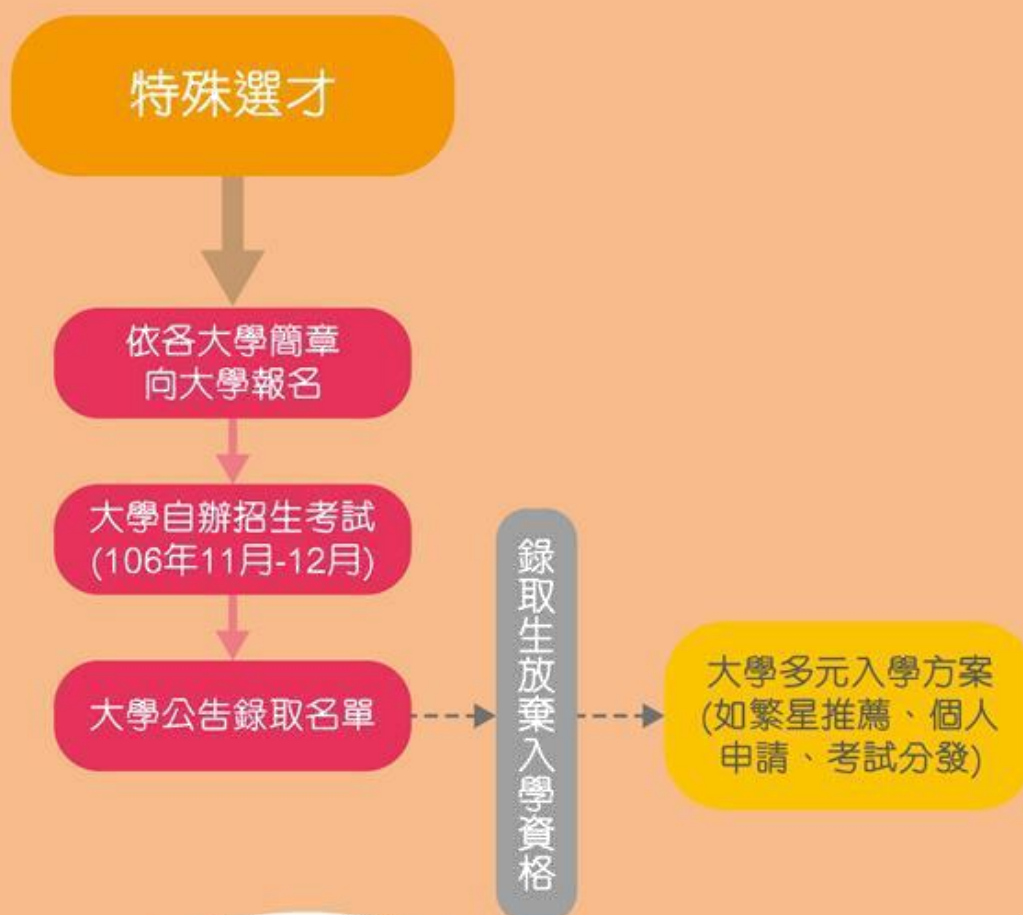 特殊選才
依各大學簡章
向大學報名
大學自辦招生考試
(106年11月-12月)
大學公告錄取名單
錄取生放棄入學資格
大學多元入學方案
(如繁星推薦、個人
申請、考試分發)